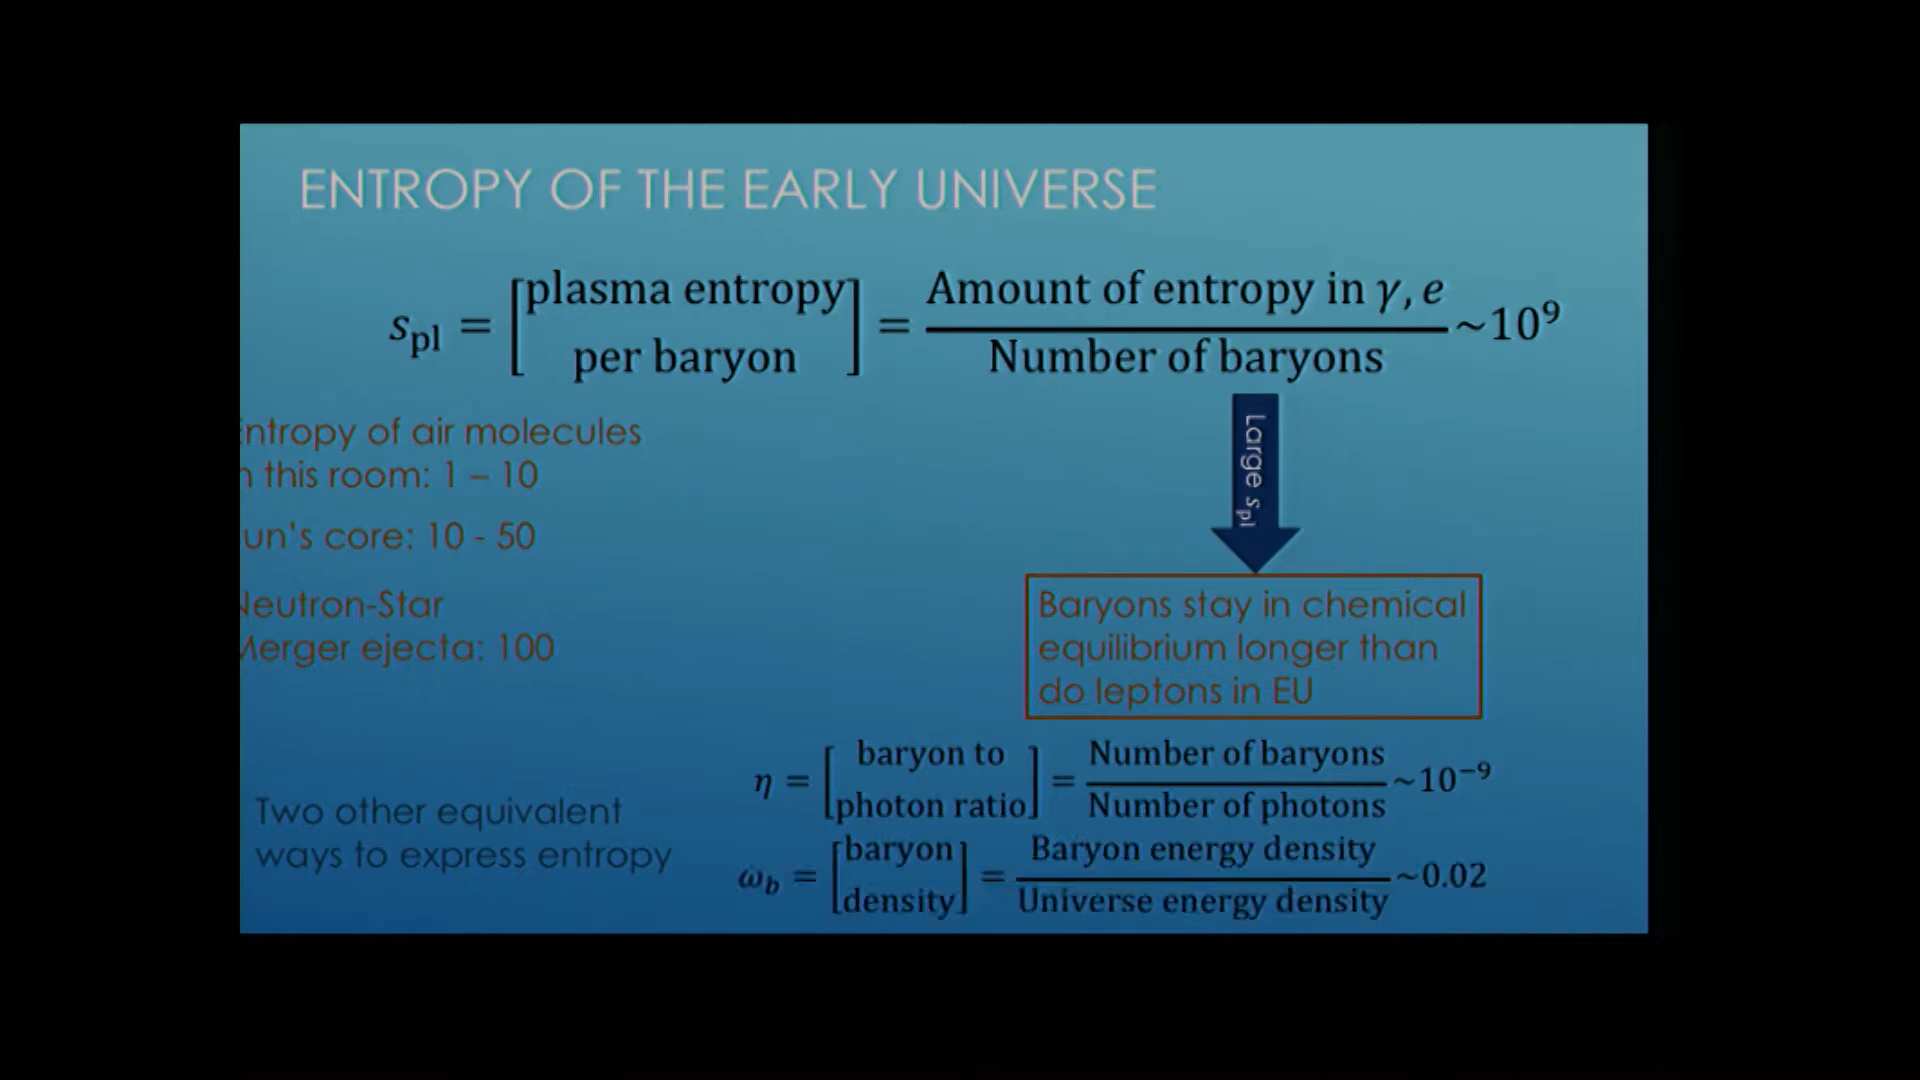 ENTROPY OF THE EARLY UNIVERSE
s_pl = [plasma entropy per baryon] = Amount of entropy in γ, e / Number of baryons ~10⁹
ntropy of air molecules
n this room: 1 – 10
un's core: 10 - 50
Neutron-Star
Merger ejecta: 100
Large s_pl
Baryons stay in chemical
equilibrium longer than
do leptons in EU
Two other equivalent
ways to express entropy
η = [baryon to photon ratio] = Number of baryons / Number of photons ~10⁻⁹
ω_b = [baryon density] = Baryon energy density / Universe energy density ~0.02